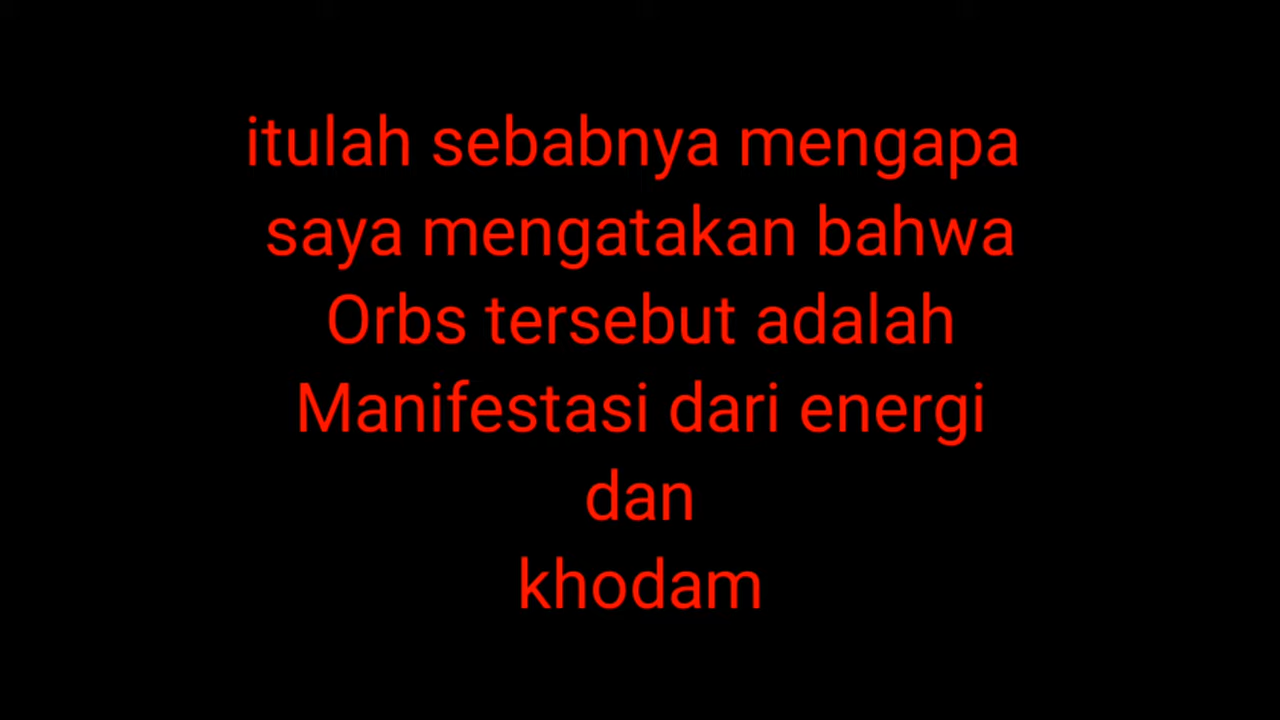 itulah sebabnya mengapa
saya mengatakan bahwa
Orbs tersebut adalah
Manifestasi dari energi
dan
khodam